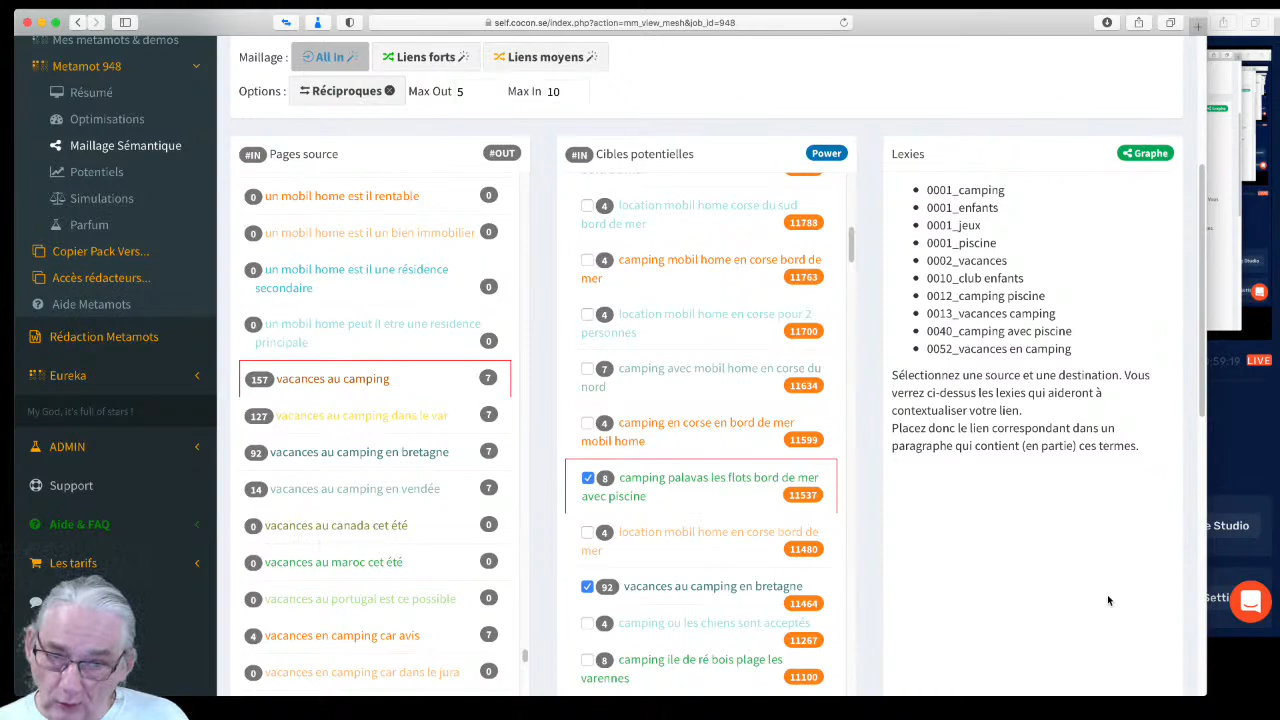 self.cocon.se/index.php?action=mm_view_mesh&job_id=948
Mes metamots & demos
Metamot 948
Résumé
Optimisations
Maillage Sémantique
Potentiels
Simulations
Parfum
Copier Pack Vers...
Accès rédacteurs...
Aide Metamots
Rédaction Metamots
Eureka
My God, it's full of stars !
ADMIN
Support
Aide & FAQ
Les tarifs
Maillage : All In Liens forts Liens moyens
Options : Réciproques Max Out 5 Max In 10
#IN Pages source #OUT
0 un mobil home est il rentable 0
0 un mobil home est il un bien immobilier 0
0 un mobil home est il une résidence
secondaire 0
0 un mobil home peut il etre une residence
principale 0
157 vacances au camping 7
127 vacances au camping dans le var 7
92 vacances au camping en bretagne 7
14 vacances au camping en vendée 7
0 vacances au canada cet été 0
0 vacances au maroc cet été 0
0 vacances au portugal est ce possible 0
4 vacances en camping car avis 7
0 vacances en camping car dans le jura 0
#IN Cibles potentielles Power
4 location mobil home corse du sud
bord de mer 11788
4 camping mobil home en corse bord de
mer 11763
4 location mobil home en corse pour 2
personnes 11700
7 camping avec mobil home en corse du
nord 11634
4 camping en corse en bord de mer
mobil home 11599
8 camping palavas les flots bord de mer
avec piscine 11537
4 location mobil home en corse bord de
mer 11480
92 vacances au camping en bretagne
11464
4 camping ou les chiens sont acceptés
11267
8 camping ile de ré bois plage les
varennes 11100
Lexies Graphe
0001_camping
0001_enfants
0001_jeux
0001_piscine
0002_vacances
0010_club enfants
0012_camping piscine
0013_vacances camping
0040_camping avec piscine
0052_vacances en camping
Sélectionnez une source et une destination. Vous
verrez ci-dessus les lexies qui aideront à
contextualiser votre lien.
Placez donc le lien correspondant dans un
paragraphe qui contient (en partie) ces termes.
:59:19 LIVE
e Studio
Setti